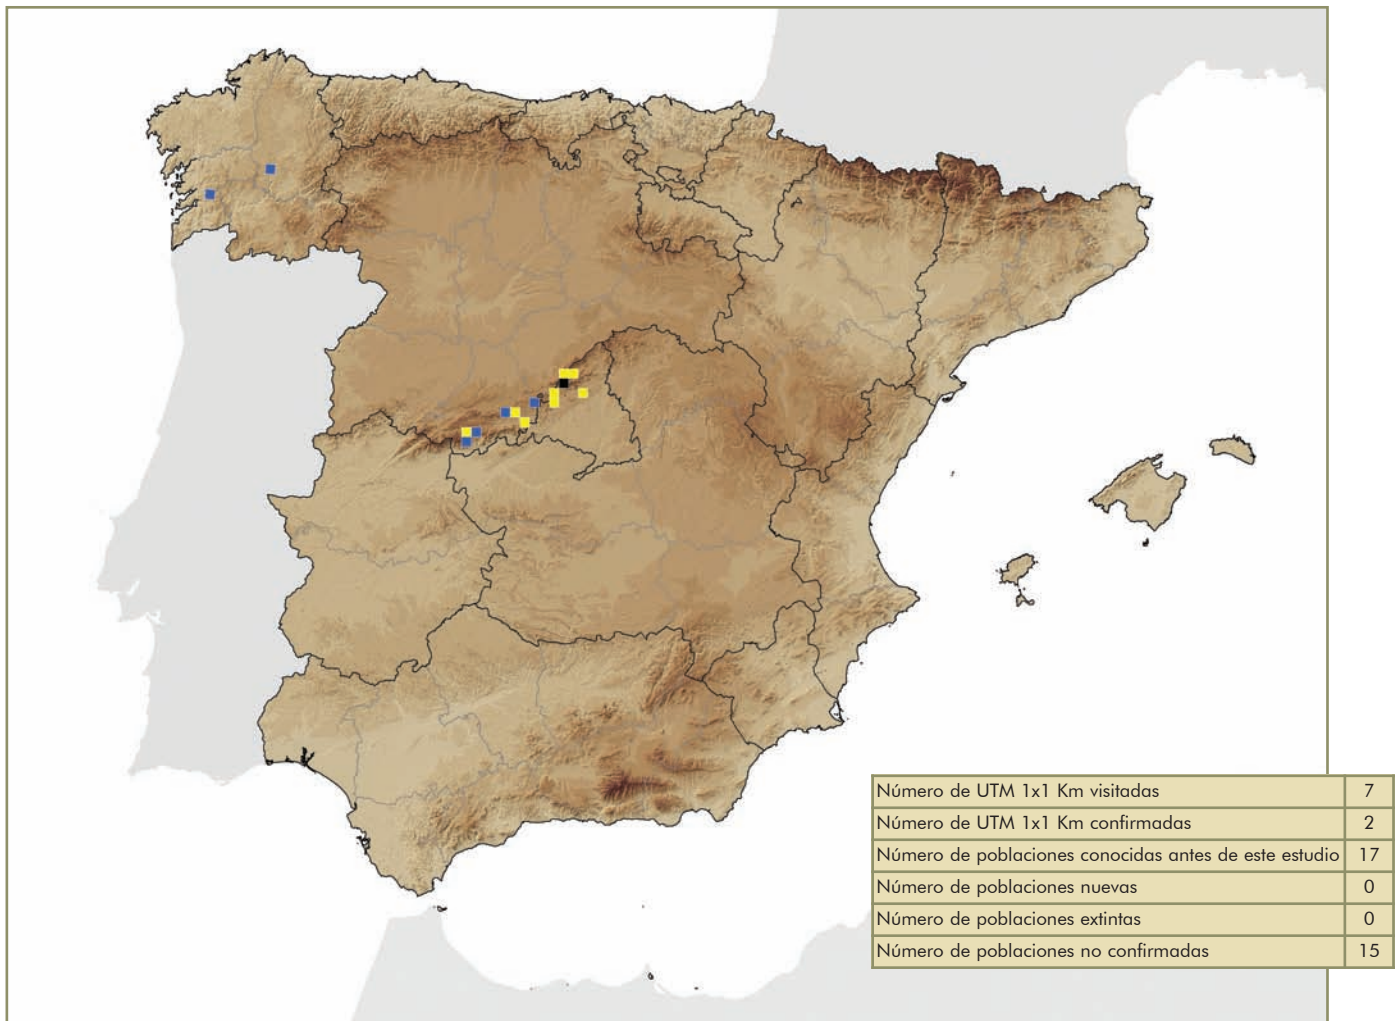 Número de UTM 1x1 Km visitadas 7
Número de UTM 1x1 Km confirmadas 2
Número de poblaciones conocidas antes de este estudio 17
Número de poblaciones nuevas 0
Número de poblaciones extintas 0
Número de poblaciones no confirmadas 15